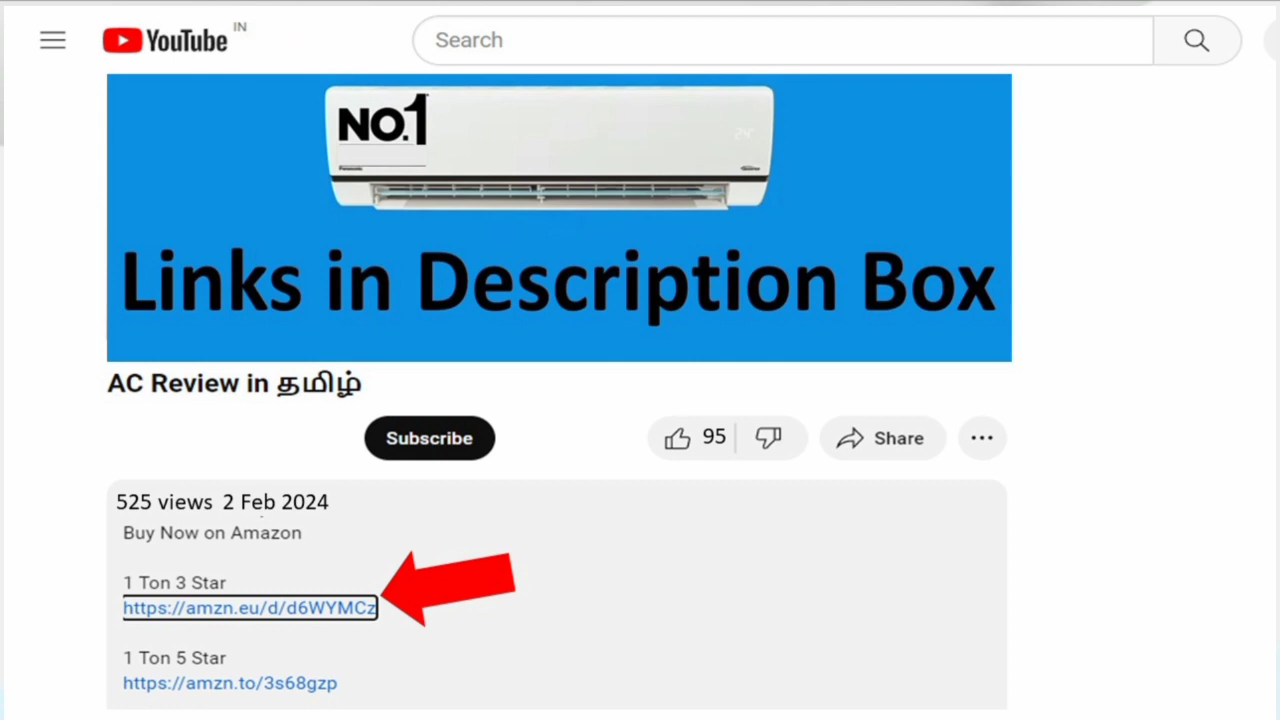 YouTube IN
Search
NO.1
Panasonic
24
Links in Description Box
AC Review in தமிழ்
Subscribe
95
Share
525 views 2 Feb 2024
Buy Now on Amazon
1 Ton 3 Star
https://amzn.eu/d/d6WYMCz
1 Ton 5 Star
https://amzn.to/3s68gzp